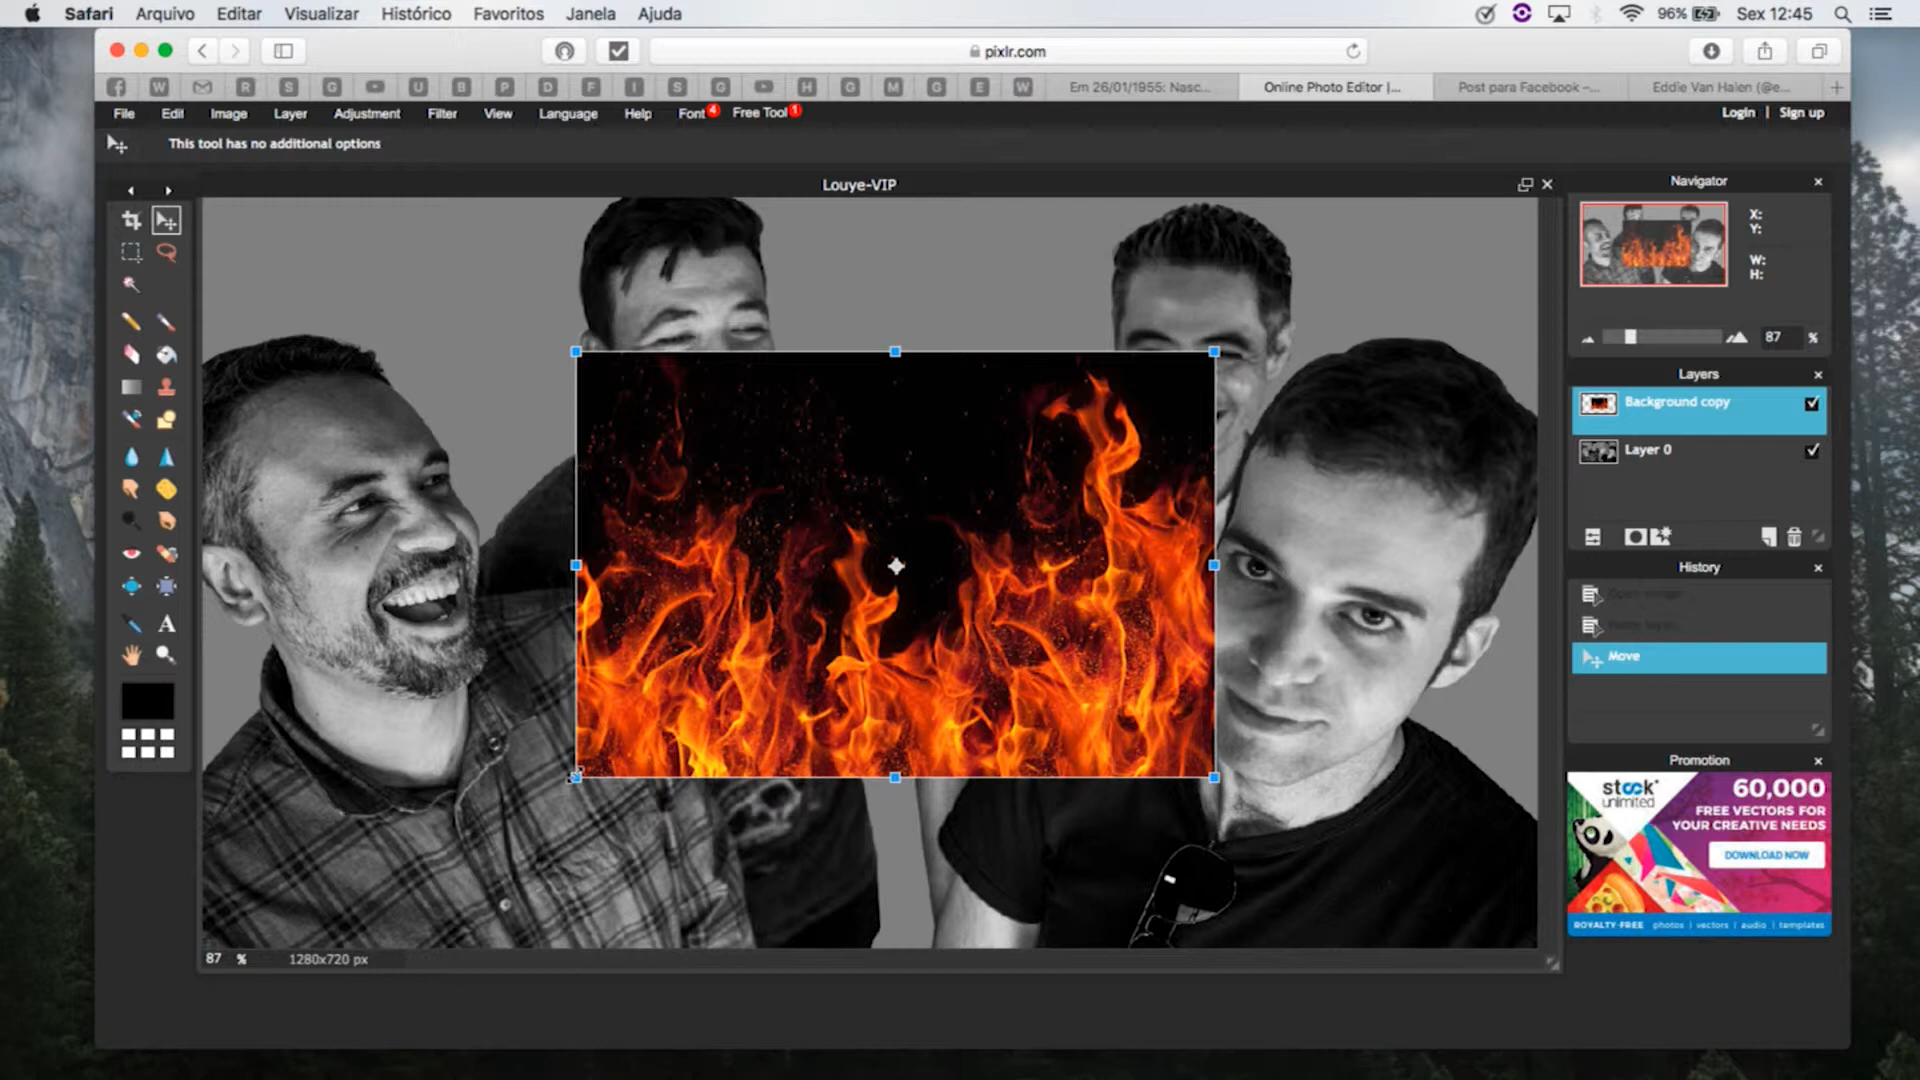 Safari Arquivo Editar Visualizar Histórico Favoritos Janela Ajuda 96% Sex 12:45
pixlr.com
W R S G U B P D F I S G H G M G E W Em 26/01/1955: Nasc... Online Photo Editor |... Post para Facebook –... Eddie Van Halen (@e... +
File Edit Image Layer Adjustment Filter View Language Help Font 4 Free Tool 1 Login | Sign up
This tool has no additional options
Louye-VIP
Navigator
X:
Y:
W:
H:
87 %
Layers
Background copy
Layer 0
History
Move
A
Promotion
stock
unlimited
60,000
FREE VECTORS FOR
YOUR CREATIVE NEEDS
DOWNLOAD NOW
ROYALTY-FREE photos | vectors | audio | templates
87 % 1280x720 px